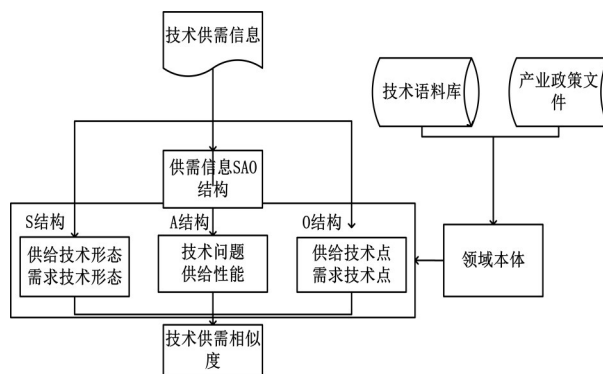 技术供需信息
技术语料库
产业政策文
件
供需信息SAO
结构
S结构
A结构
O结构
供给技术形态
需求技术形态
技术问题
供给性能
供给技术点
需求技术点
领域本体
技术供需相似
度